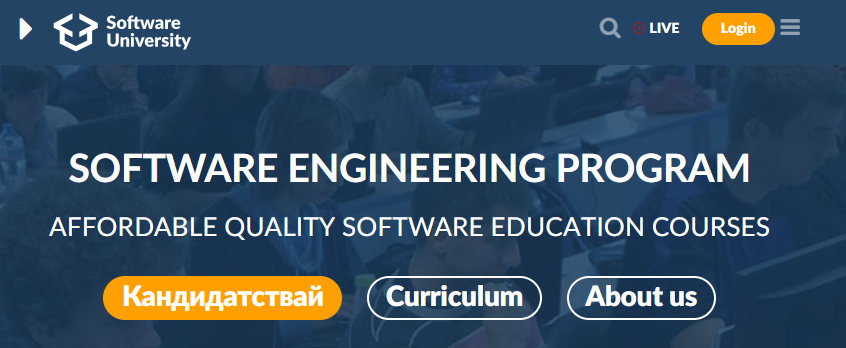 Software
University
LIVE
Login
SOFTWARE ENGINEERING PROGRAM
AFFORDABLE QUALITY SOFTWARE EDUCATION COURSES
Кандидатствай
Curriculum
About us